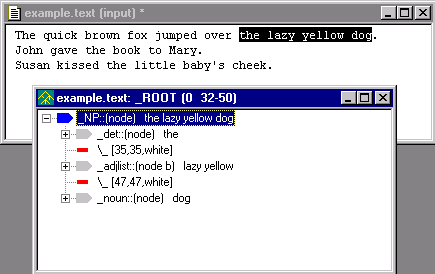 example.text (input) *
The quick brown fox jumped over the lazy yellow dog.
John gave the book to Mary.
Susan kissed the little baby's cheek.
example.text: _ROOT (0 32-50)
_NP::(node) the lazy yellow dog
_det::(node) the
\_ [35,35,white]
_adjlist::(node b) lazy yellow
\_ [47,47,white]
_noun::(node) dog